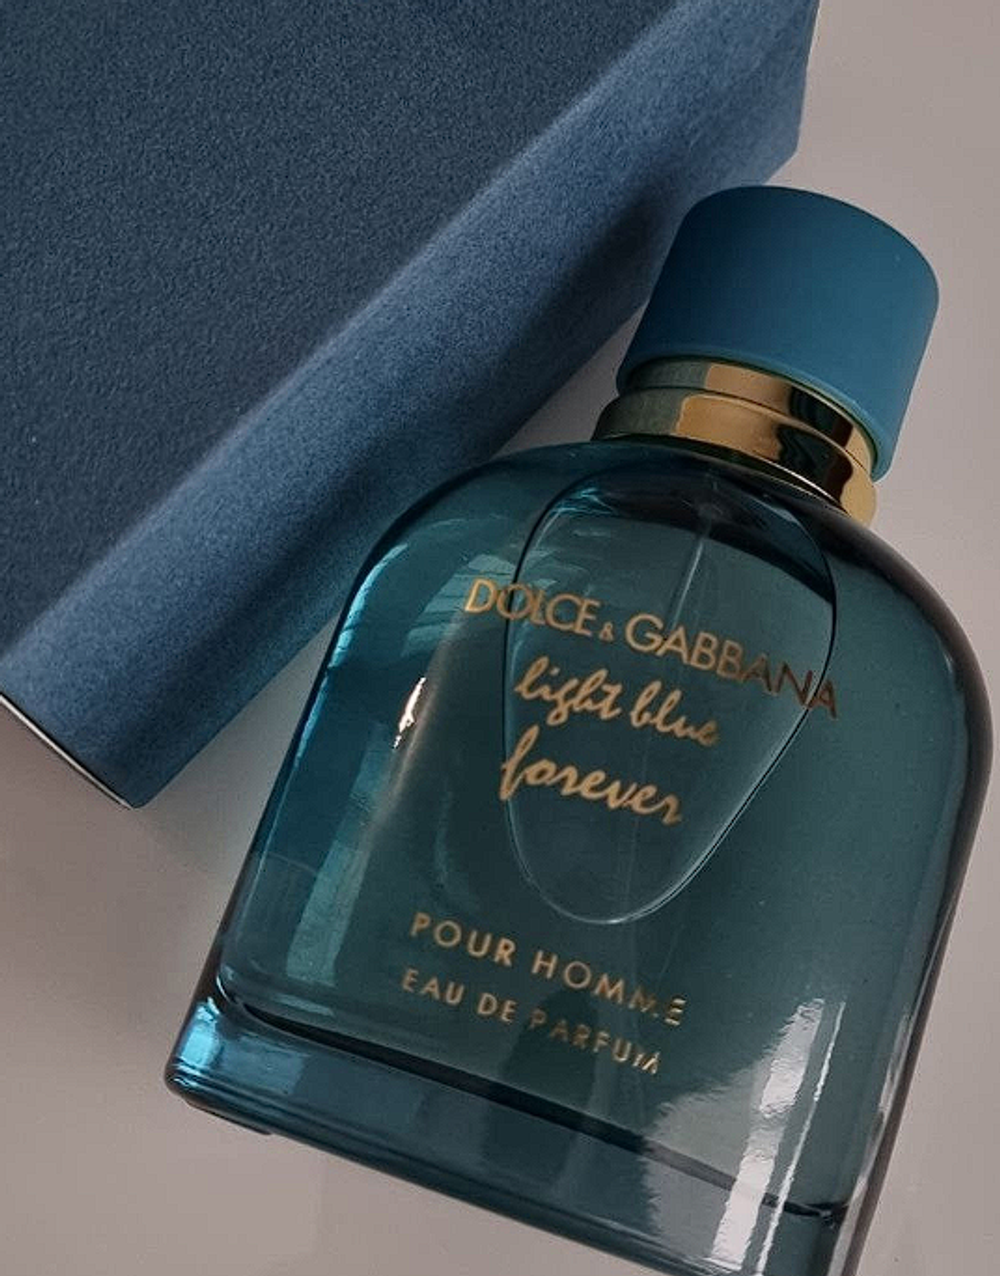 DOLCE & GABBANA
light blue
forever
POUR HOMME
EAU DE PARFUM